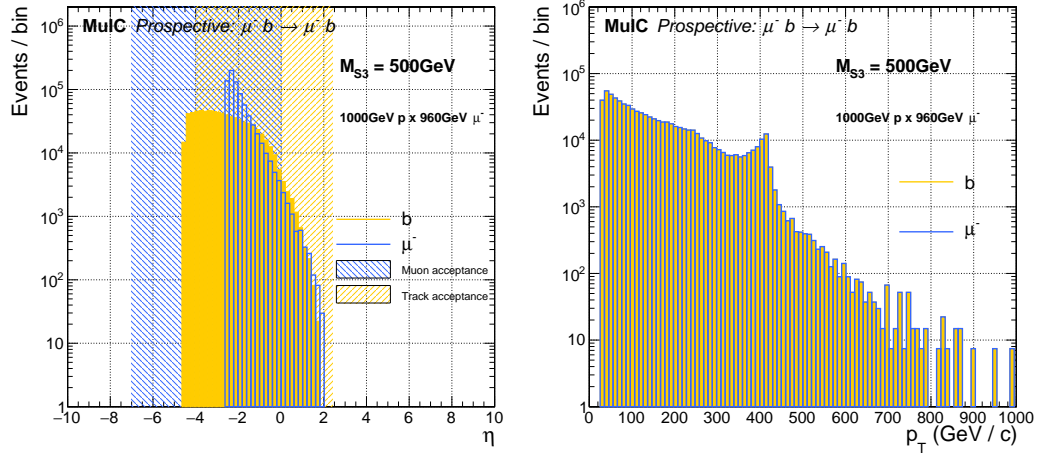 MuIC Prospective: μ⁻ b → μ⁻ b
M_S3 = 500GeV
1000GeV p x 960GeV μ⁻
b
μ⁻
Muon acceptance
Track acceptance
Events / bin
10⁶
10⁵
10⁴
10³
10²
10
1
−10 −8 −6 −4 −2 0 2 4 6 8 10
η
MuIC Prospective: μ⁻ b → μ⁻ b
M_S3 = 500GeV
1000GeV p x 960GeV μ⁻
b
μ⁻
Events / bin
10⁶
10⁵
10⁴
10³
10²
10
1
100 200 300 400 500 600 700 800 900 1000
p_T (GeV / c)